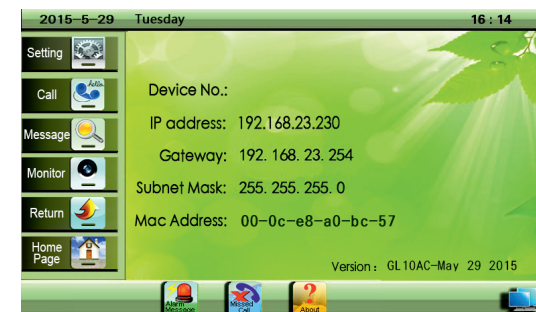 2015-5-29 Tuesday 16 : 14
Setting
Call
hello
Message
Monitor
Return
Home
Page
Device No.:
IP address: 192.168.23.230
Gateway: 192. 168. 23. 254
Subnet Mask: 255. 255. 255. 0
Mac Address: 00-0c-e8-a0-bc-57
Version : GL10AC-May 29 2015
Alarm
Message
Missed
Call
?
About